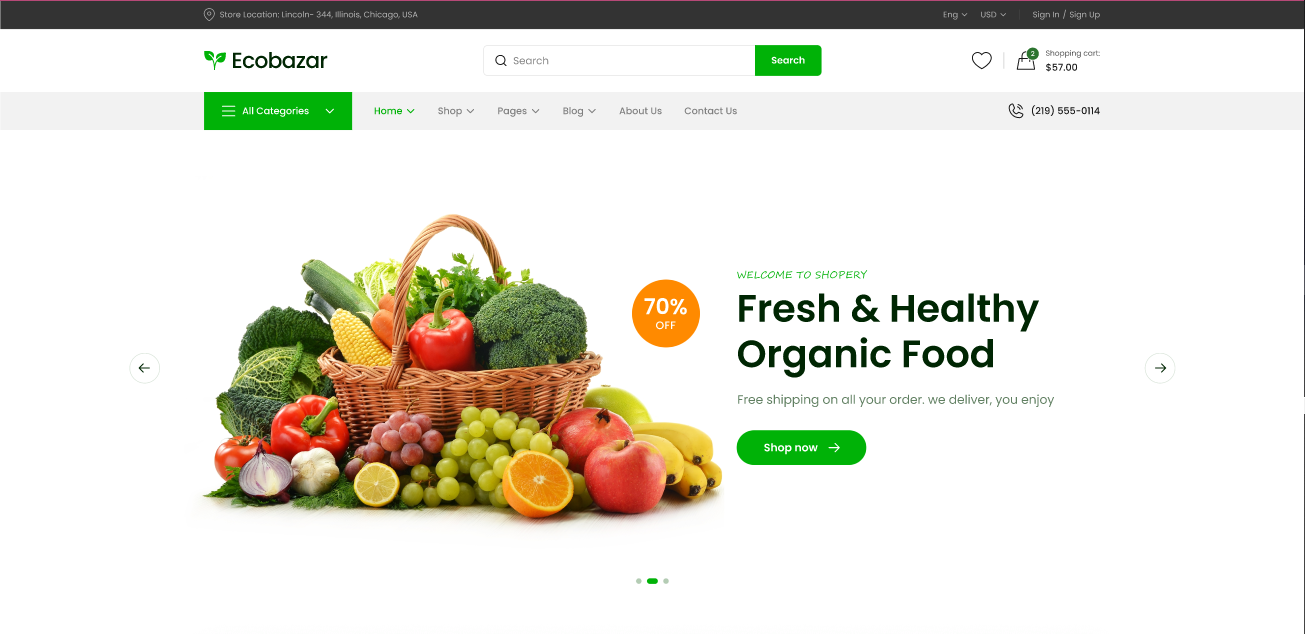 Store Location: Lincoln- 344, Illinois, Chicago, USA
Eng
USD
Sign In / Sign Up
Ecobazar
Search
Search
2
Shopping cart:
$57.00
All Categories
Home
Shop
Pages
Blog
About Us
Contact Us
(219) 555-0114
70%
OFF
WELCOME TO SHOPERY
Fresh & Healthy
Organic Food
Free shipping on all your order. we deliver, you enjoy
Shop now